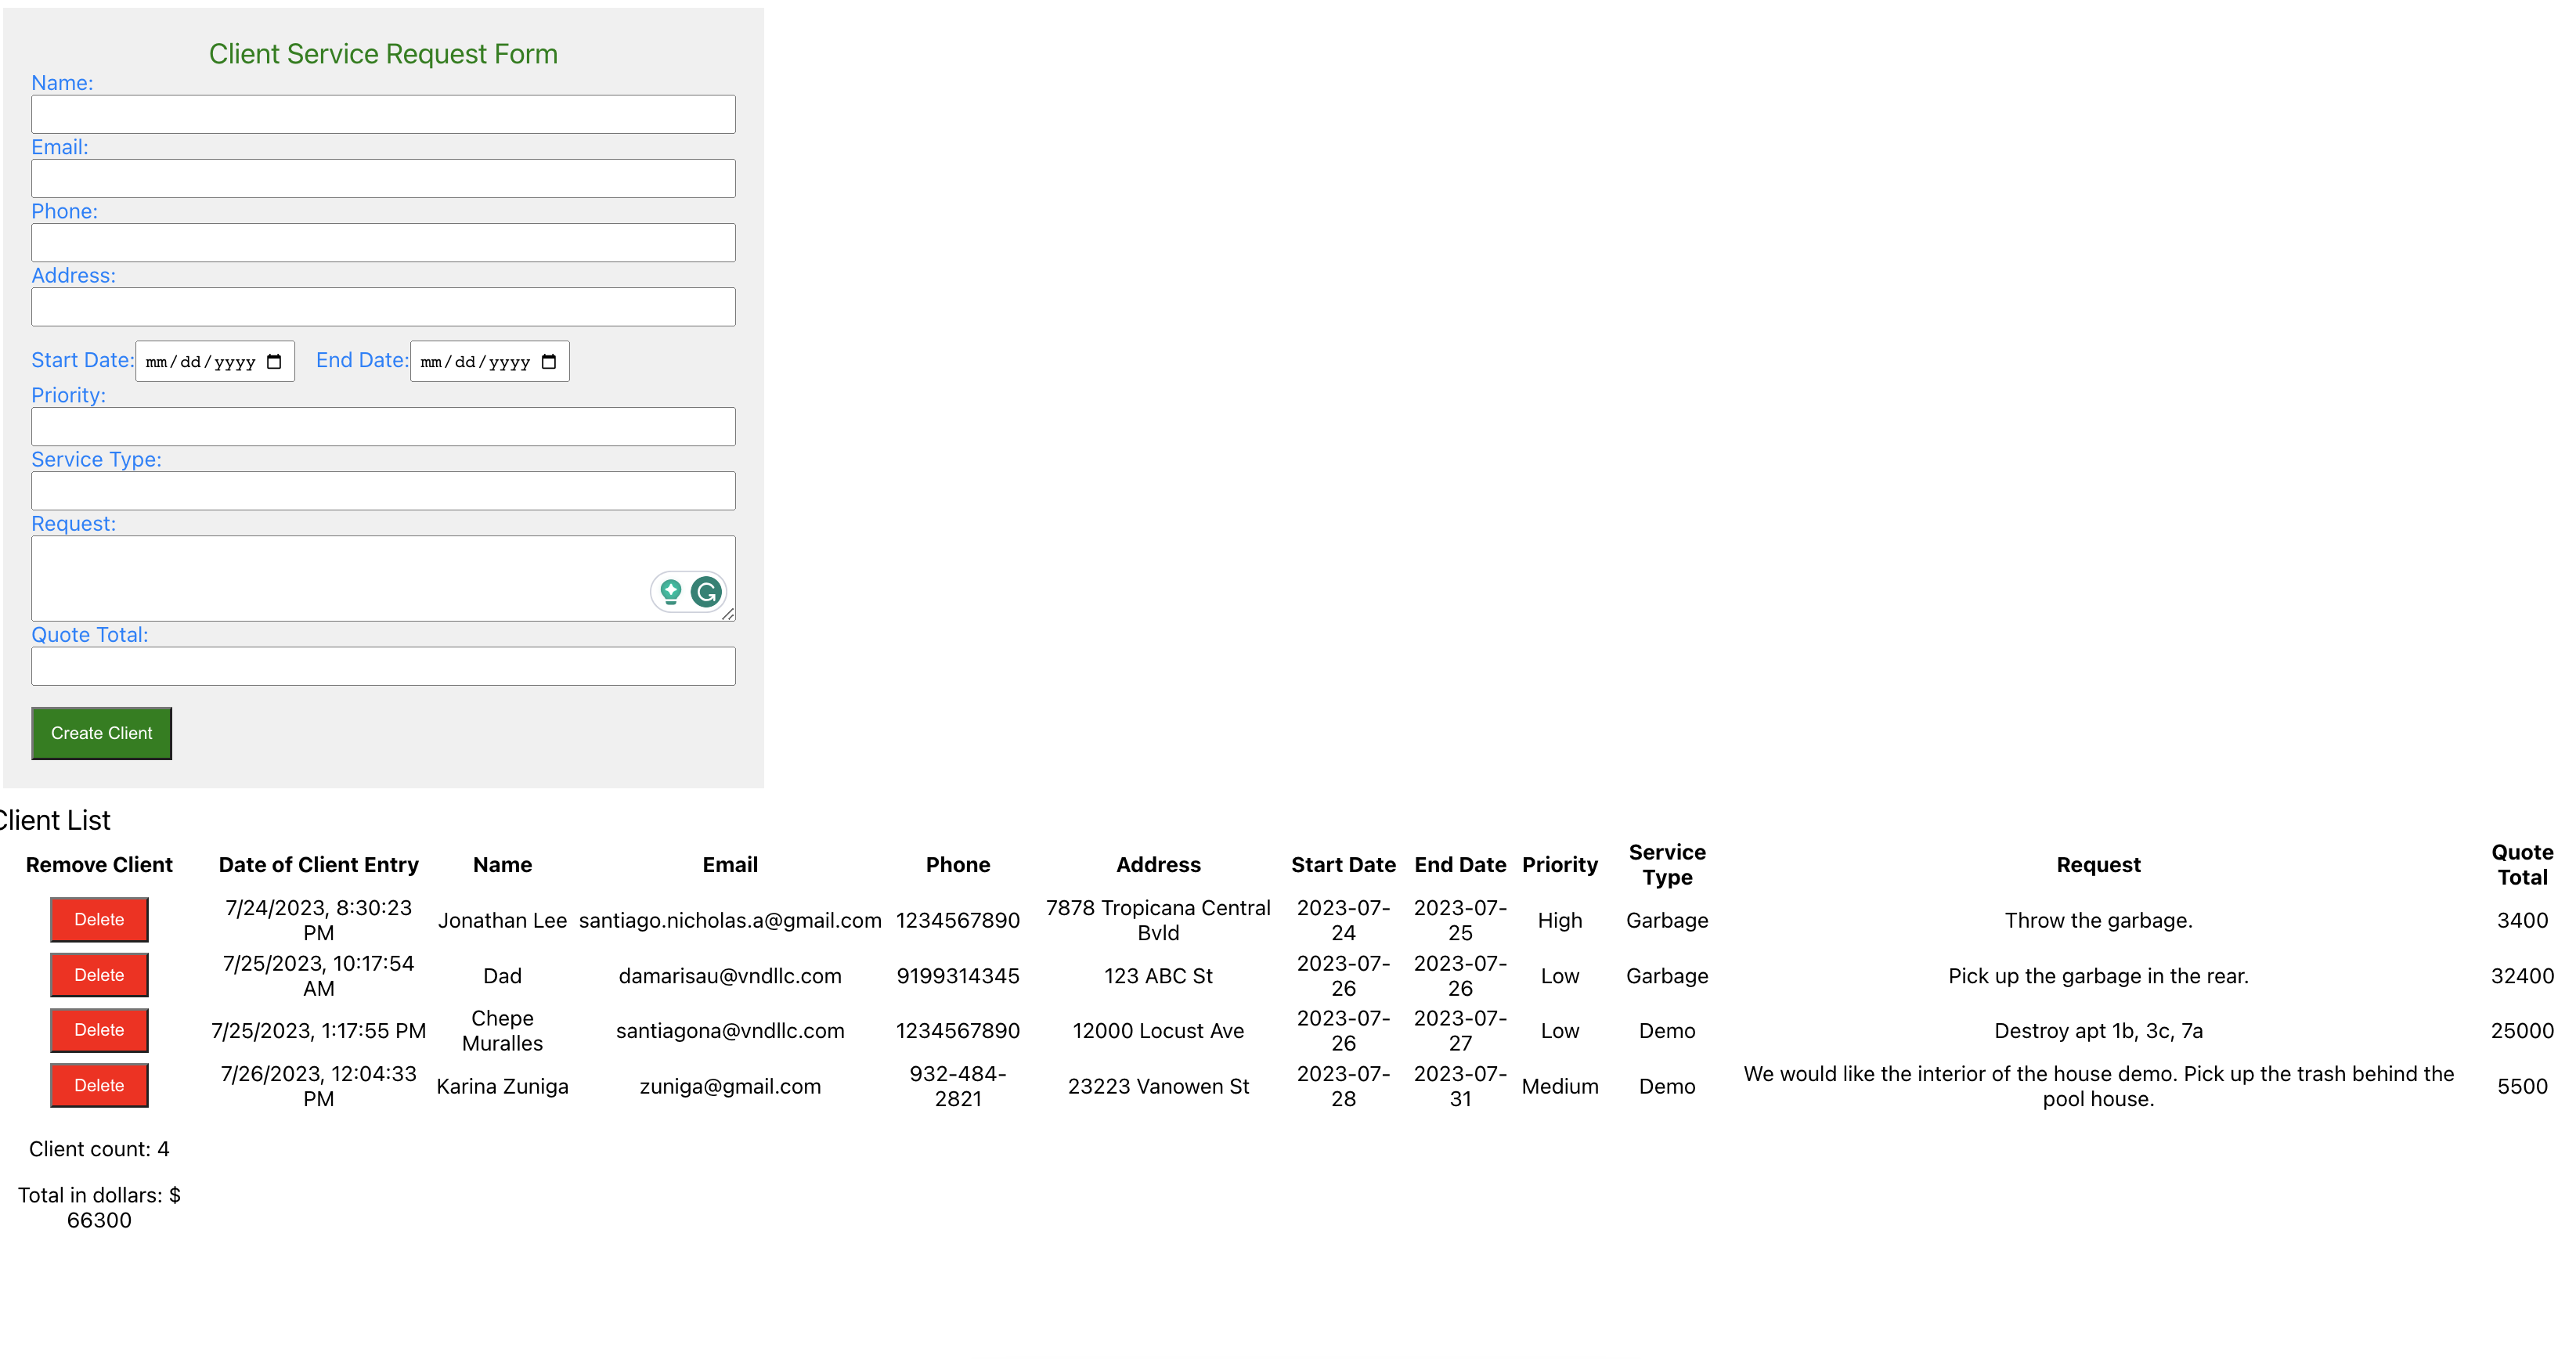 Client Service Request Form
Name:
Email:
Phone:
Address:
Start Date: mm/dd/yyyy End Date: mm/dd/yyyy
Priority:
Service Type:
Request:
Quote Total:
Create Client
Client List
Remove Client Date of Client Entry Name Email Phone Address Start Date End Date Priority Service Type Request Quote Total
Delete 7/24/2023, 8:30:23 PM Jonathan Lee santiago.nicholas.a@gmail.com 1234567890 7878 Tropicana Central Bvld 2023-07-24 2023-07-25 High Garbage Throw the garbage. 3400
Delete 7/25/2023, 10:17:54 AM Dad damarisau@vndllc.com 9199314345 123 ABC St 2023-07-26 2023-07-26 Low Garbage Pick up the garbage in the rear. 32400
Delete 7/25/2023, 1:17:55 PM Chepe Muralles santiagona@vndllc.com 1234567890 12000 Locust Ave 2023-07-26 2023-07-27 Low Demo Destroy apt 1b, 3c, 7a 25000
Delete 7/26/2023, 12:04:33 PM Karina Zuniga zuniga@gmail.com 932-484-2821 23223 Vanowen St 2023-07-28 2023-07-31 Medium Demo We would like the interior of the house demo. Pick up the trash behind the pool house. 5500
Client count: 4
Total in dollars: $
66300